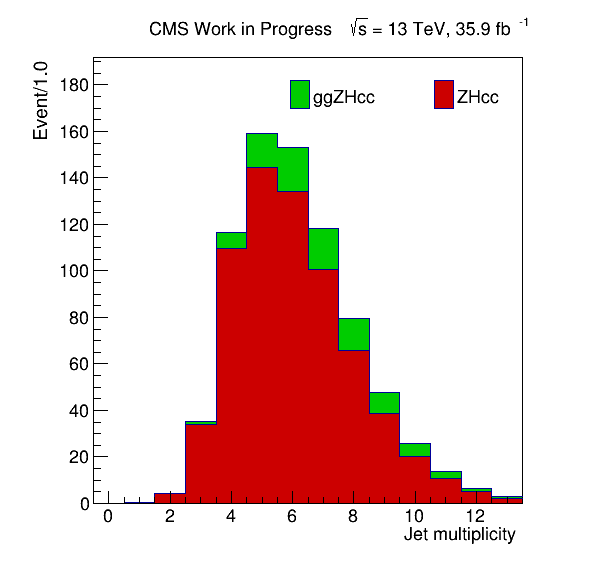 CMS Work in Progress √s = 13 TeV, 35.9 fb -1
Event/1.0
ggZHcc
ZHcc
180
160
140
120
100
80
60
40
20
0
0 2 4 6 8 10 12
Jet multiplicity